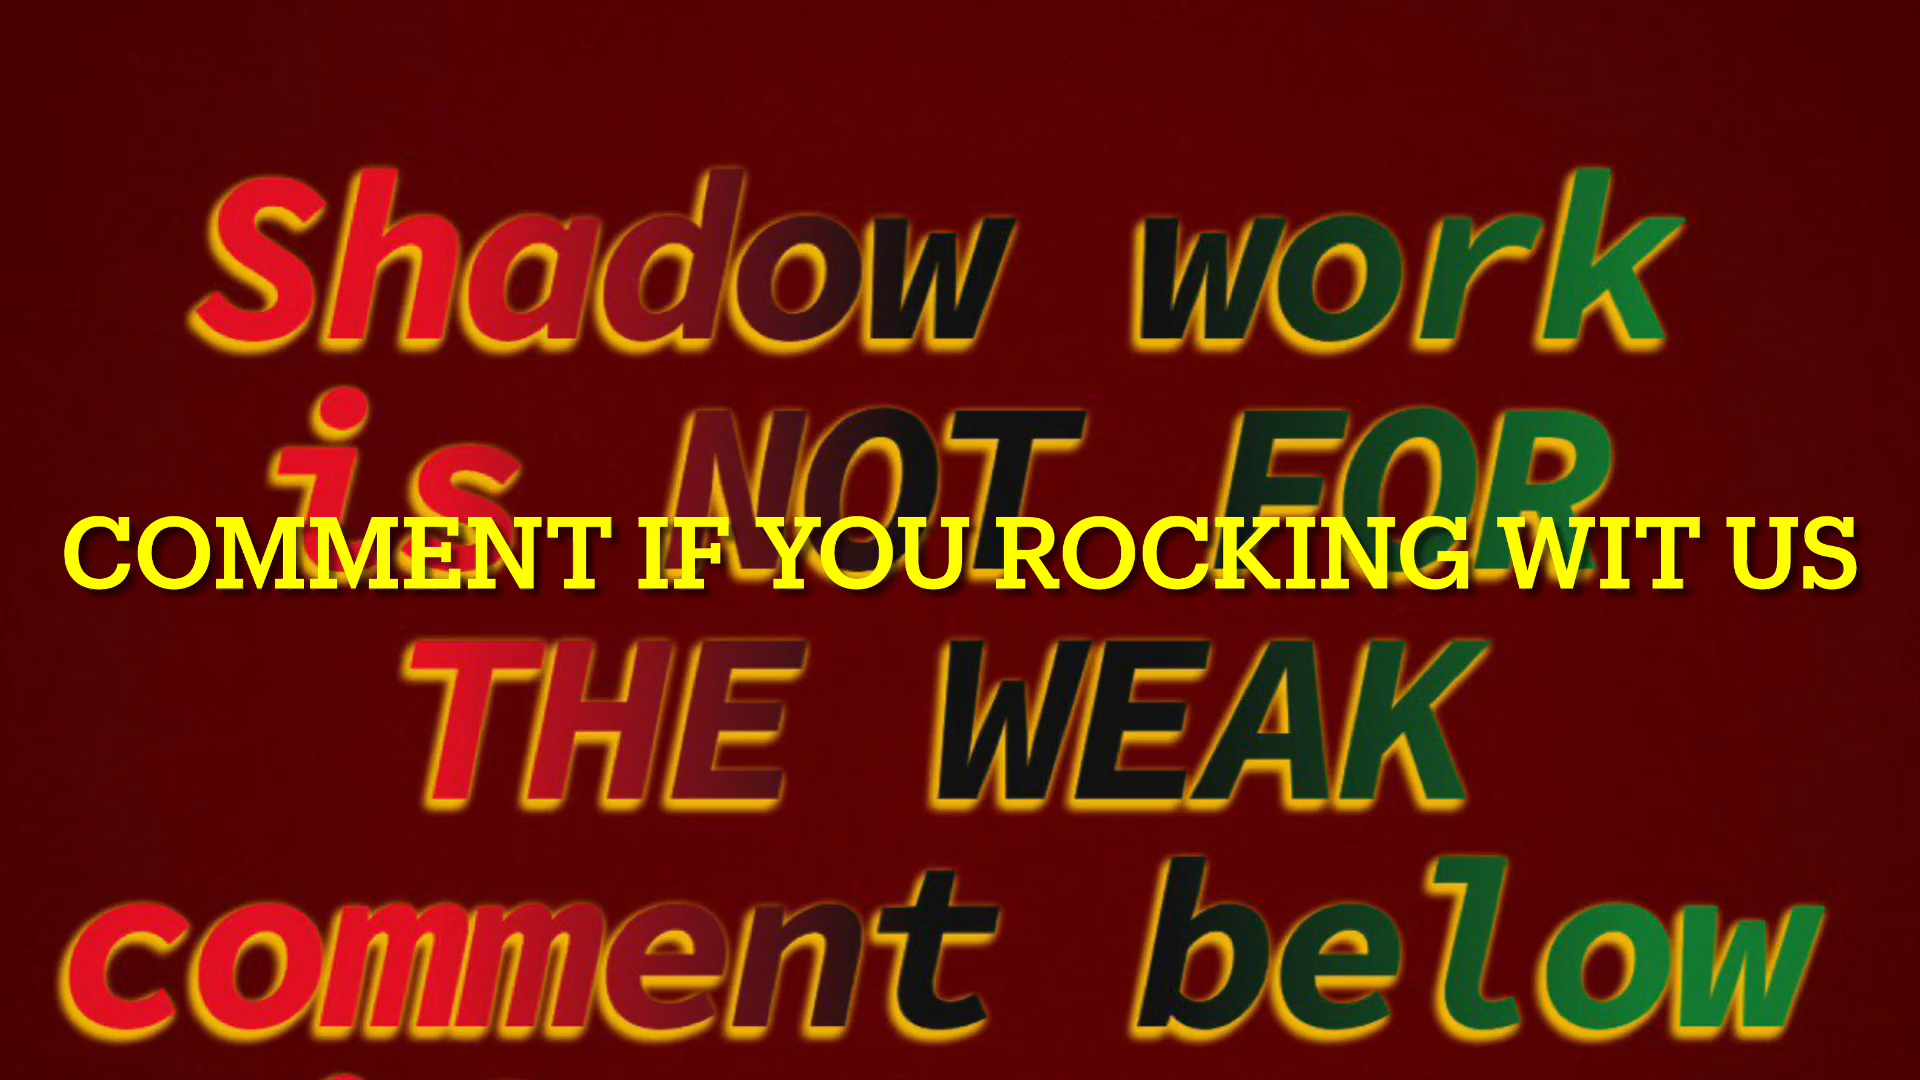 Shadow work
is NOT FOR
COMMENT IF YOU ROCKING WIT US
THE WEAK
comment below